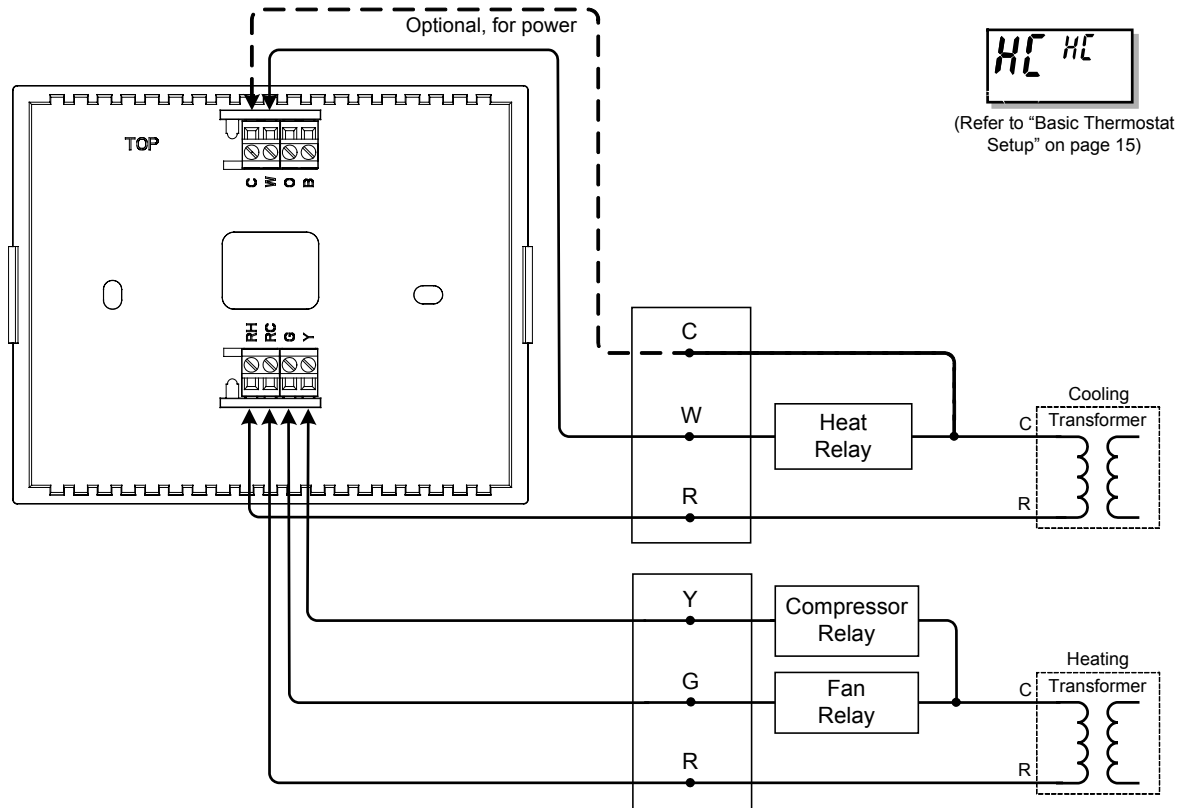 Optional, for power
HC HC
(Refer to “Basic Thermostat
Setup” on page 15)
TOP
C W O B
RH RC G Y
C
W
Heat
Relay
R
Cooling
Transformer
C
R
Y
Compressor
Relay
G
Fan
Relay
R
Heating
Transformer
C
R